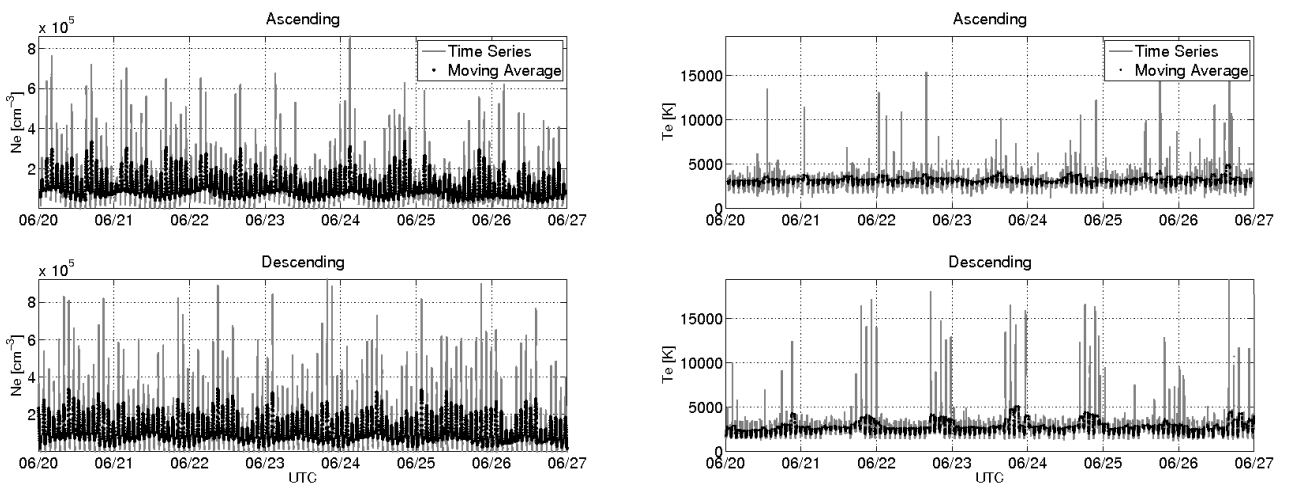 Ascending
x 10^5
Ne [cm^-3]
8
6
4
2
Time Series
Moving Average
06/20 06/21 06/22 06/23 06/24 06/25 06/26 06/27
Ascending
Te [K]
15000
10000
5000
0
Time Series
Moving Average
06/20 06/21 06/22 06/23 06/24 06/25 06/26 06/27
Descending
x 10^5
Ne [cm^-3]
8
6
4
2
06/20 06/21 06/22 06/23 06/24 06/25 06/26 06/27
UTC
Descending
Te [K]
15000
10000
5000
0
06/20 06/21 06/22 06/23 06/24 06/25 06/26 06/27
UTC